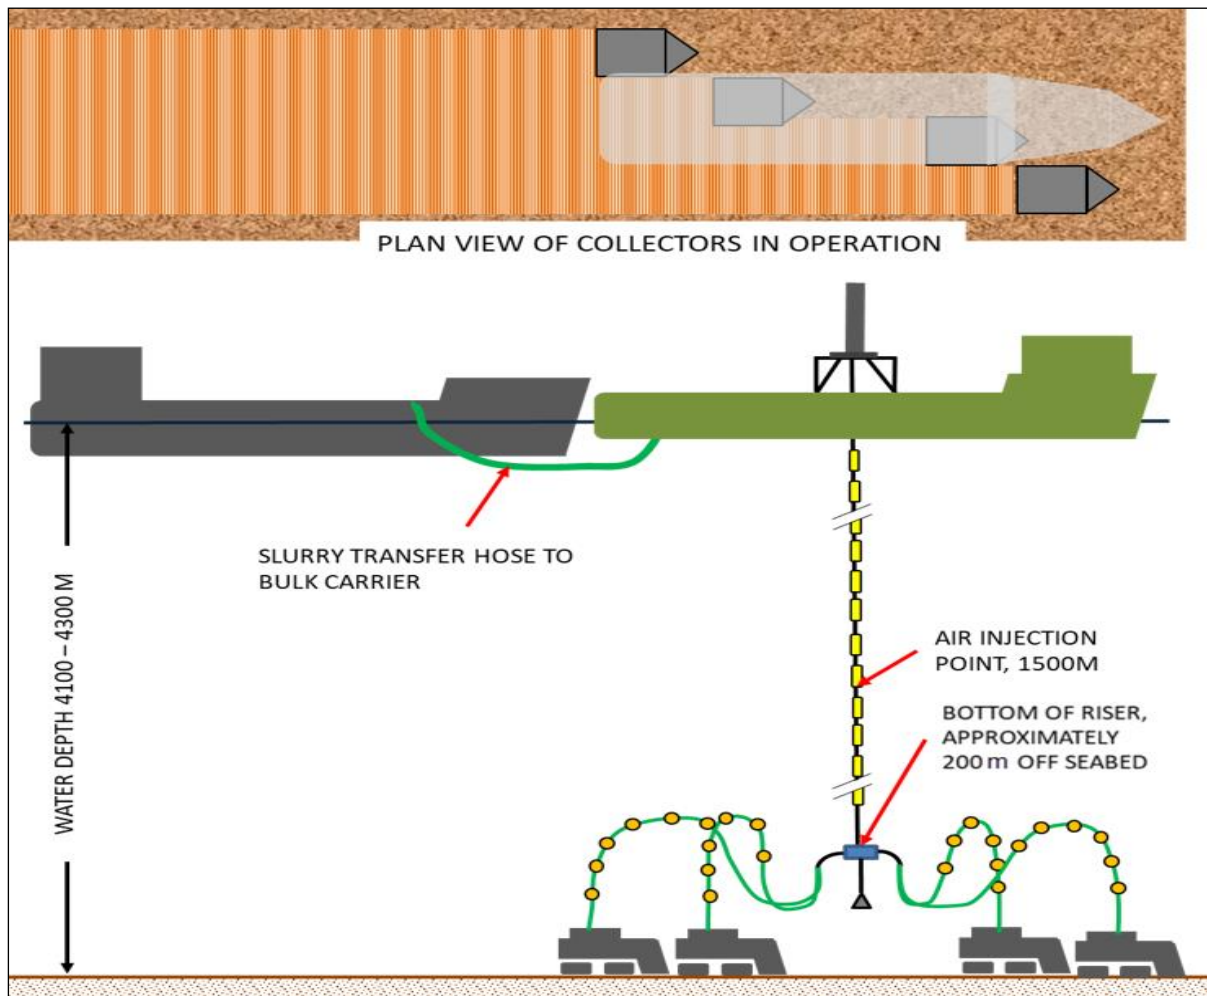 PLAN VIEW OF COLLECTORS IN OPERATION
SLURRY TRANSFER HOSE TO
BULK CARRIER
WATER DEPTH 4100 – 4300 M
AIR INJECTION
POINT, 1500M
BOTTOM OF RISER,
APPROXIMATELY
200 m OFF SEABED